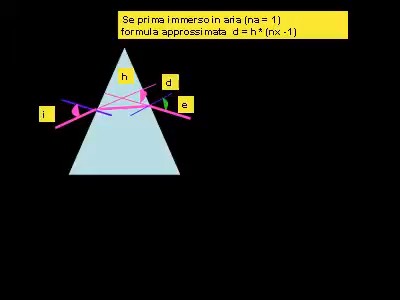 Se prima immerso in aria (na = 1)
formula approssimata d = h* (nx -1)
h
d
e
i